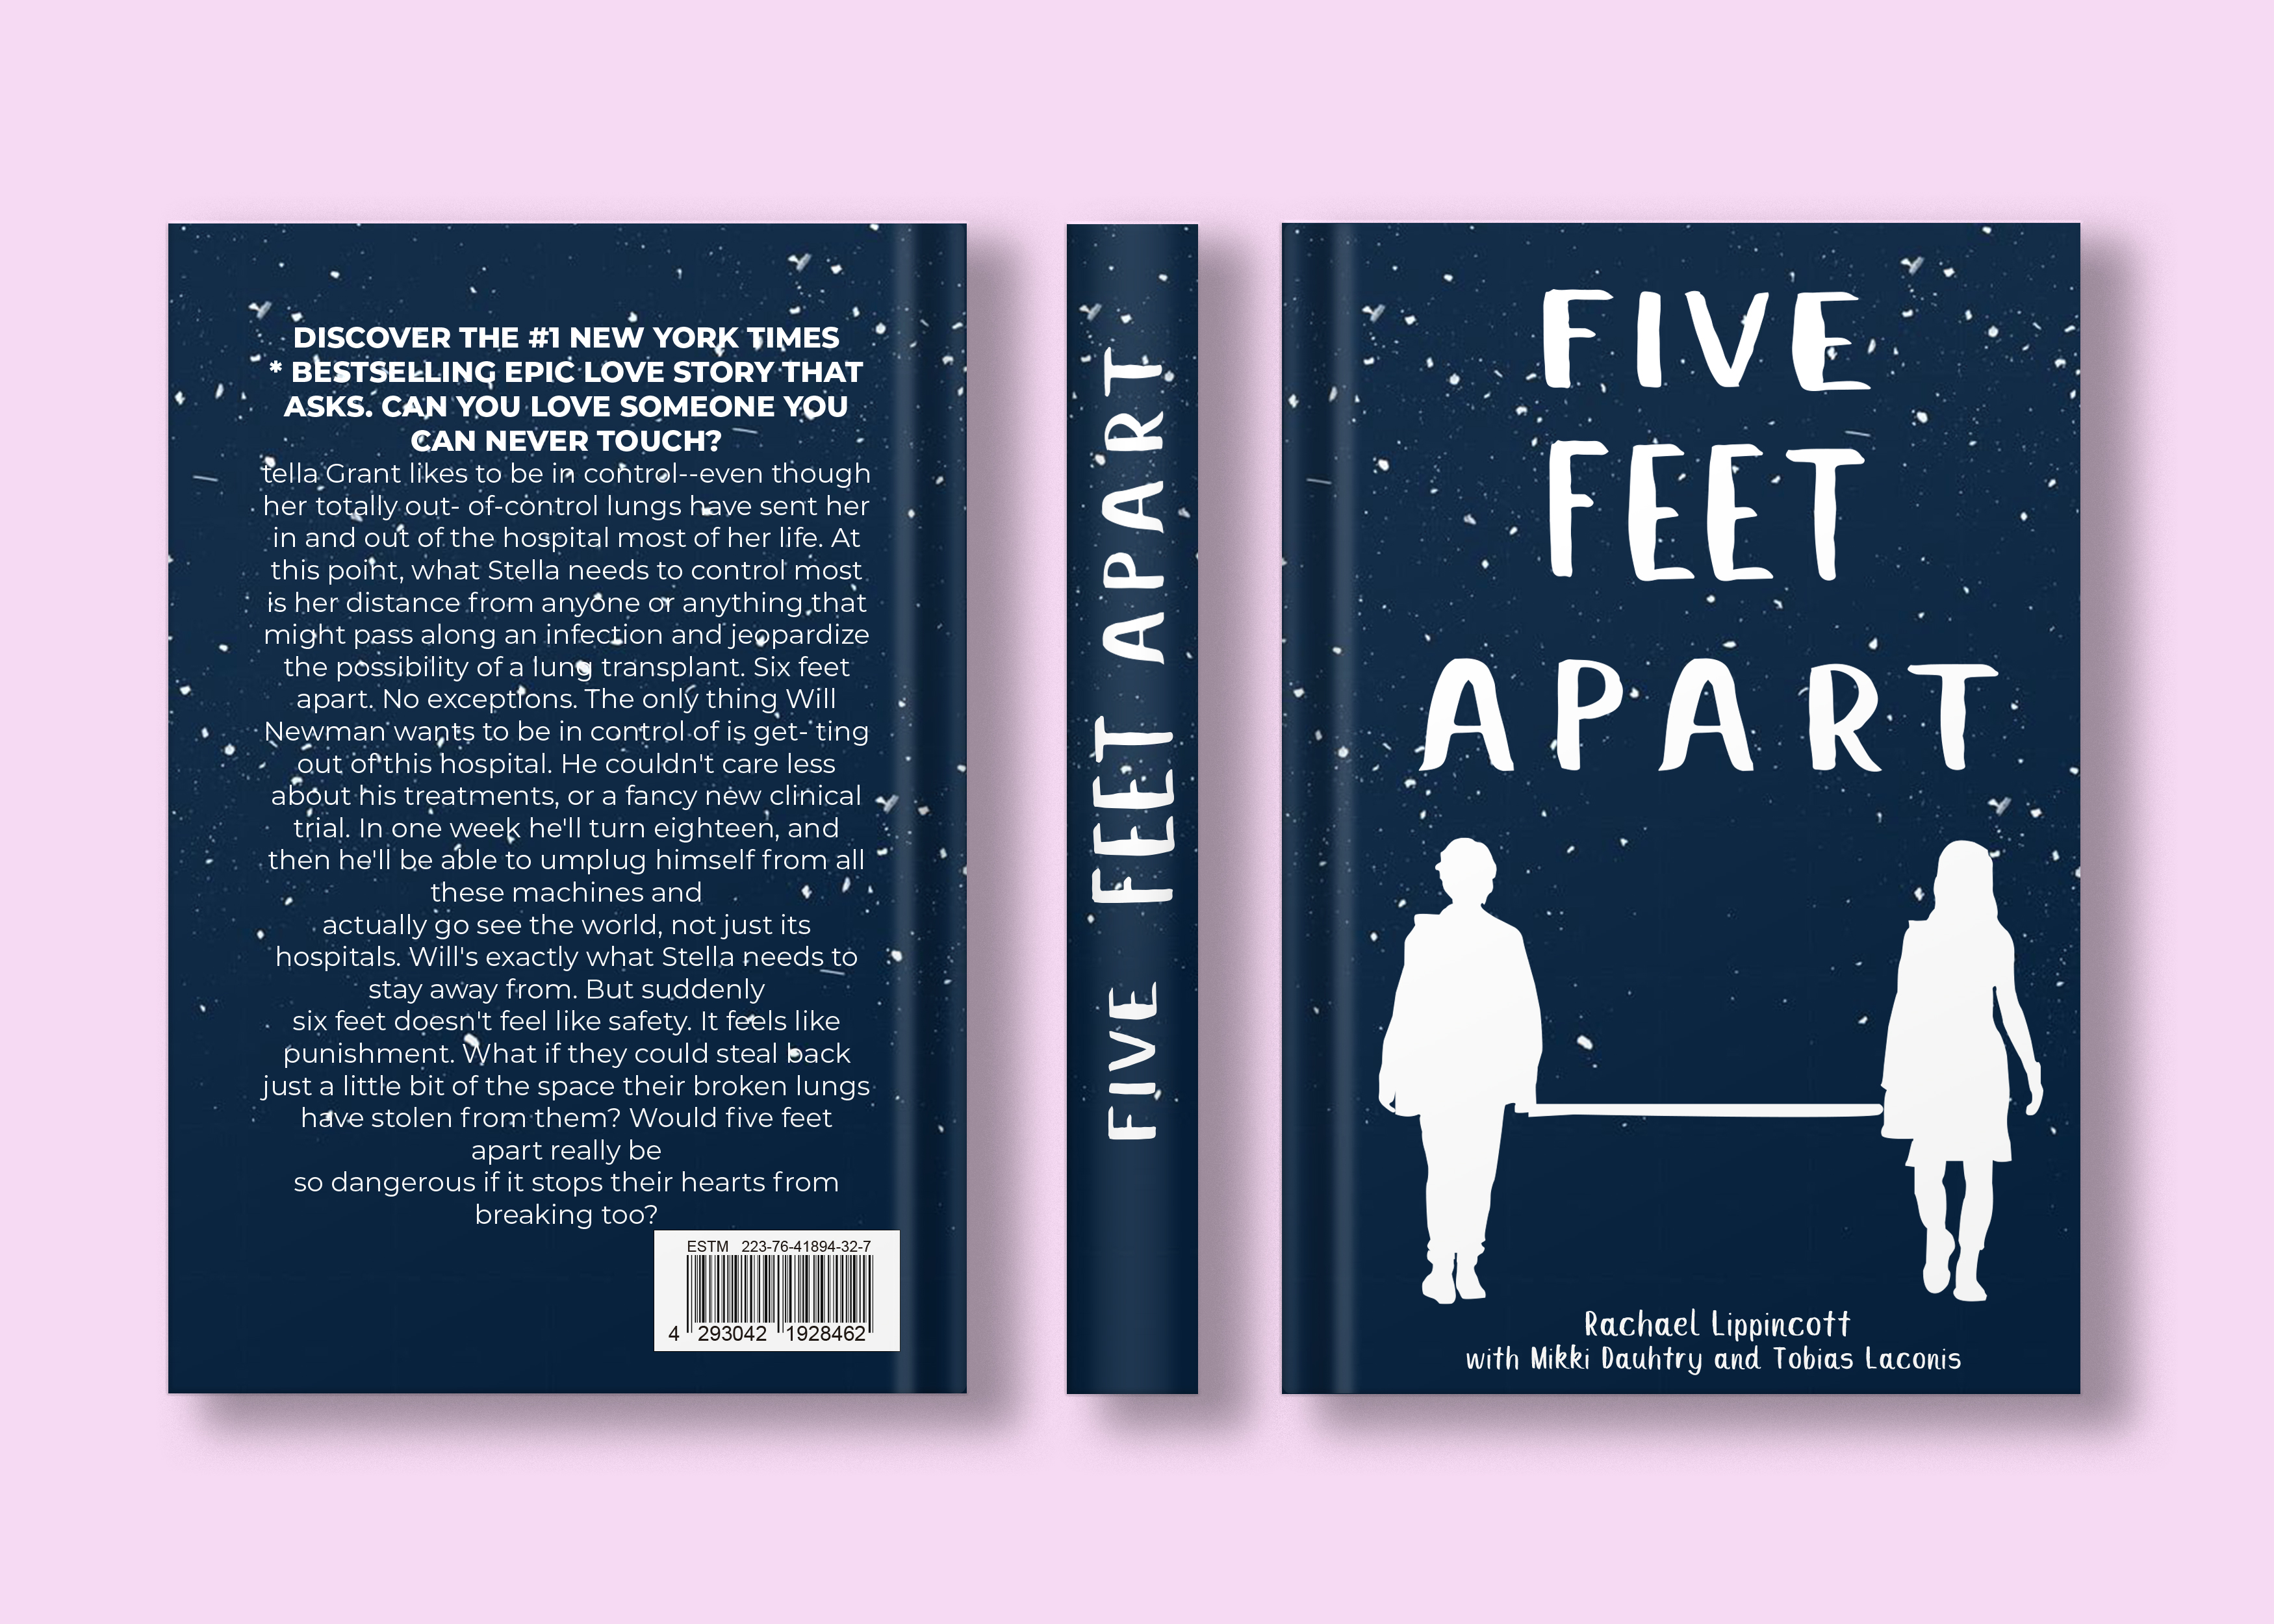 DISCOVER THE #1 NEW YORK TIMES
* BESTSELLING EPIC LOVE STORY THAT
ASKS. CAN YOU LOVE SOMEONE YOU
CAN NEVER TOUCH?
tella Grant likes to be in control--even though
her totally out- of-control lungs have sent her
in and out of the hospital most of her life. At
this point, what Stella needs to control most
is her distance from anyone or anything that
might pass along an infection and jeopardize
the possibility of a lung transplant. Six feet
apart. No exceptions. The only thing Will
Newman wants to be in control of is get- ting
out of this hospital. He couldn't care less
about his treatments, or a fancy new clinical
trial. In one week he'll turn eighteen, and
then he'll be able to umplug himself from all
these machines and
actually go see the world, not just its
hospitals. Will's exactly what Stella needs to
stay away from. But suddenly
six feet doesn't feel like safety. It feels like
punishment. What if they could steal back
just a little bit of the space their broken lungs
have stolen from them? Would five feet
apart really be
so dangerous if it stops their hearts from
breaking too?
ESTM 223-76-41894-32-7
4 293042 1928462
FIVE FEET APART
FIVE
FEET
APART
Rachael Lippincott
with Mikki Dauhtry and Tobias Laconis